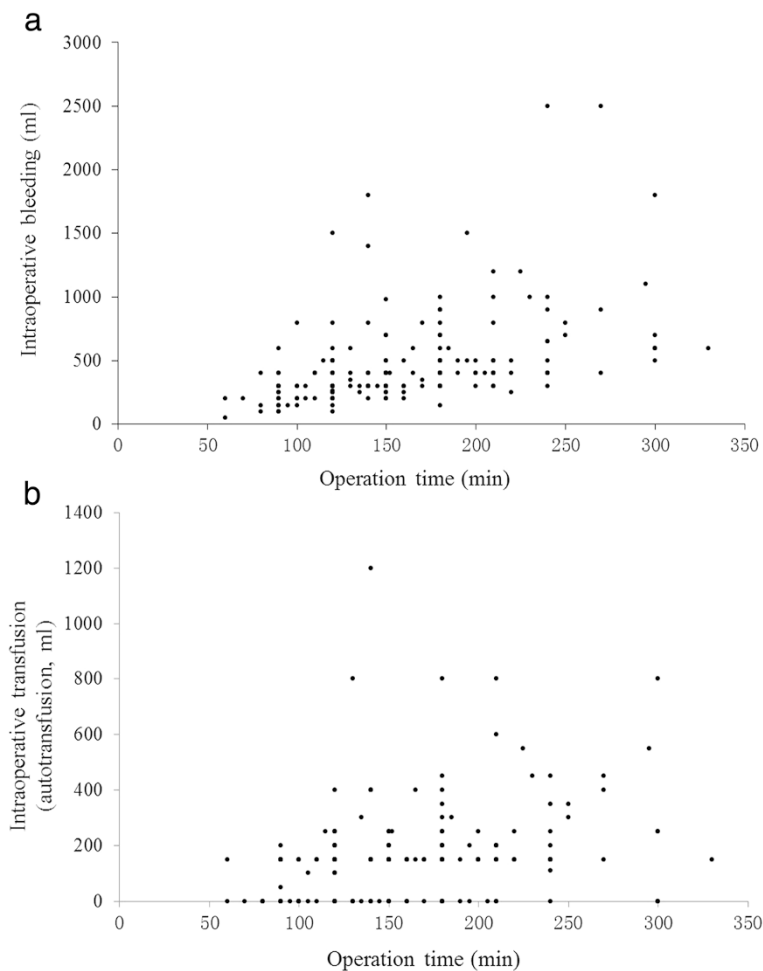 a
3000
2500
2000
1500
1000
500
0
Intraoperative bleeding (ml)
0 50 100 150 200 250 300 350
Operation time (min)
b
1400
1200
1000
800
600
400
200
0
Intraoperative transfusion
(autotransfusion, ml)
0 50 100 150 200 250 300 350
Operation time (min)